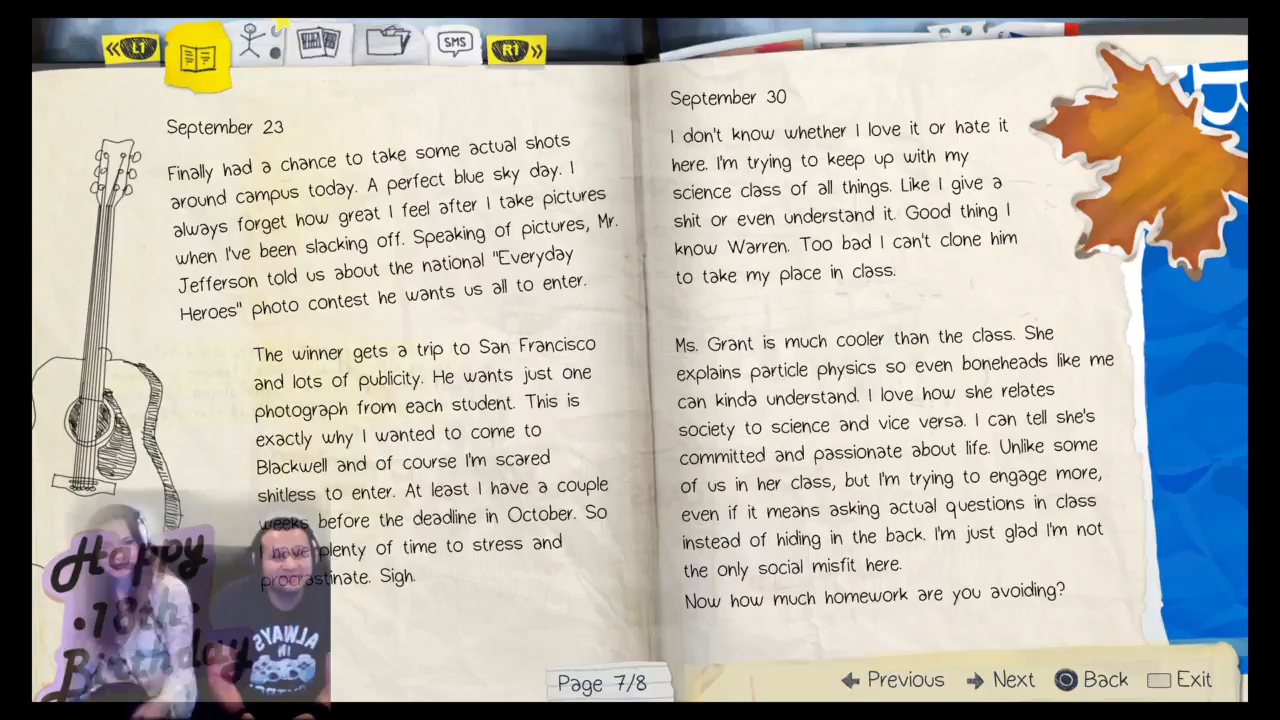 L1
SMS
R1
September 23
Finally had a chance to take some actual shots
around campus today. A perfect blue sky day. I
always forget how great I feel after I take pictures
when I've been slacking off. Speaking of pictures, Mr.
Jefferson told us about the national "Everyday
Heroes" photo contest he wants us all to enter.
The winner gets a trip to San Francisco
and lots of publicity. He wants just one
photograph from each student. This is
exactly why I wanted to come to
Blackwell and of course I'm scared
shitless to enter. At least I have a couple
weeks before the deadline in October. So
I have plenty of time to stress and
procrastinate. Sigh.
September 30
I don't know whether I love it or hate it
here. I'm trying to keep up with my
science class of all things. Like I give a
shit or even understand it. Good thing I
know Warren. Too bad I can't clone him
to take my place in class.
Ms. Grant is much cooler than the class. She
explains particle physics so even boneheads like me
can kinda understand. I love how she relates
society to science and vice versa. I can tell she's
committed and passionate about life. Unlike some
of us in her class, but I'm trying to engage more,
even if it means asking actual questions in class
instead of hiding in the back. I'm just glad I'm not
the only social misfit here.
Now how much homework are you avoiding?
Happy
18th
Birthday
ALWAYS
IN
Page 7/8
Previous Next Back Exit